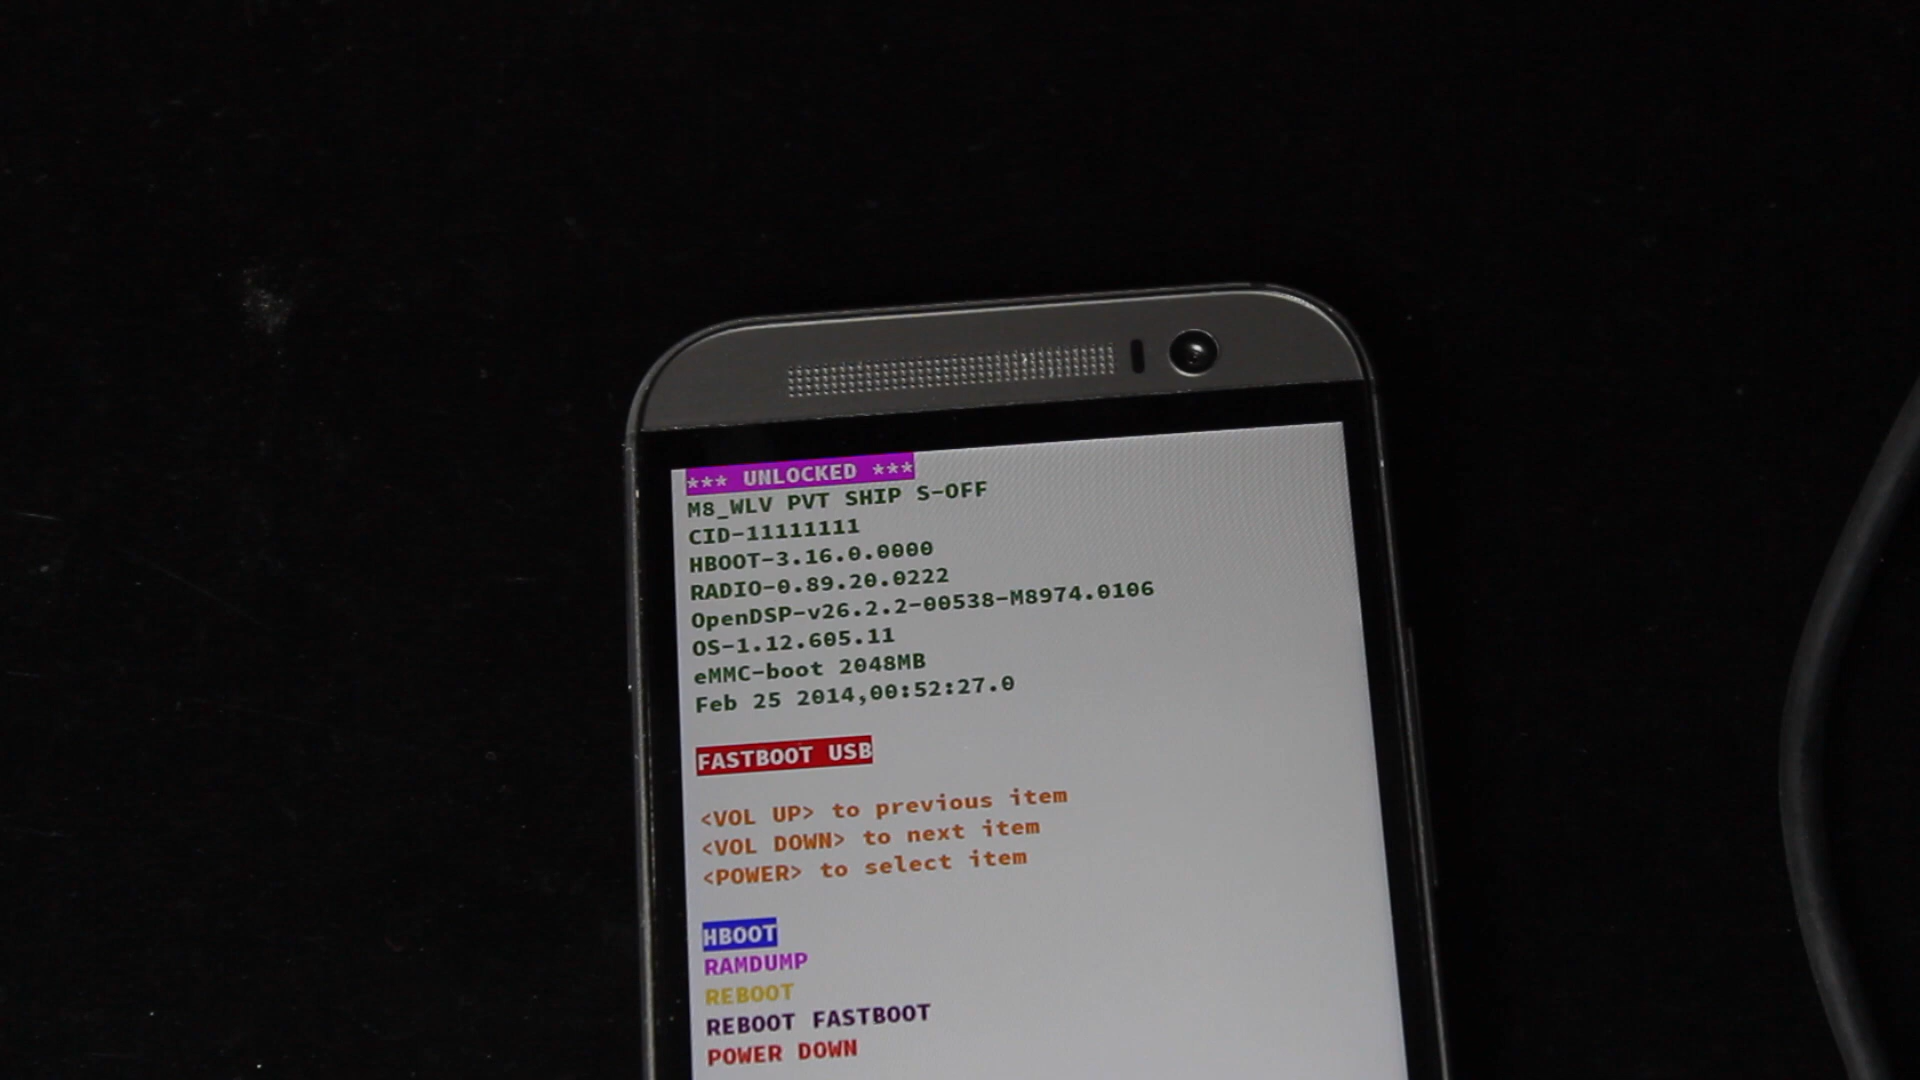 *** UNLOCKED ***
M8_WLV PVT SHIP S-OFF
CID-11111111
HBOOT-3.16.0.0000
RADIO-0.89.20.0222
OpenDSP-v26.2.2-00538-M8974.0106
OS-1.12.605.11
eMMC-boot 2048MB
Feb 25 2014,00:52:27.0
FASTBOOT USB
<VOL UP> to previous item
<VOL DOWN> to next item
<POWER> to select item
HBOOT
RAMDUMP
REBOOT
REBOOT FASTBOOT
POWER DOWN